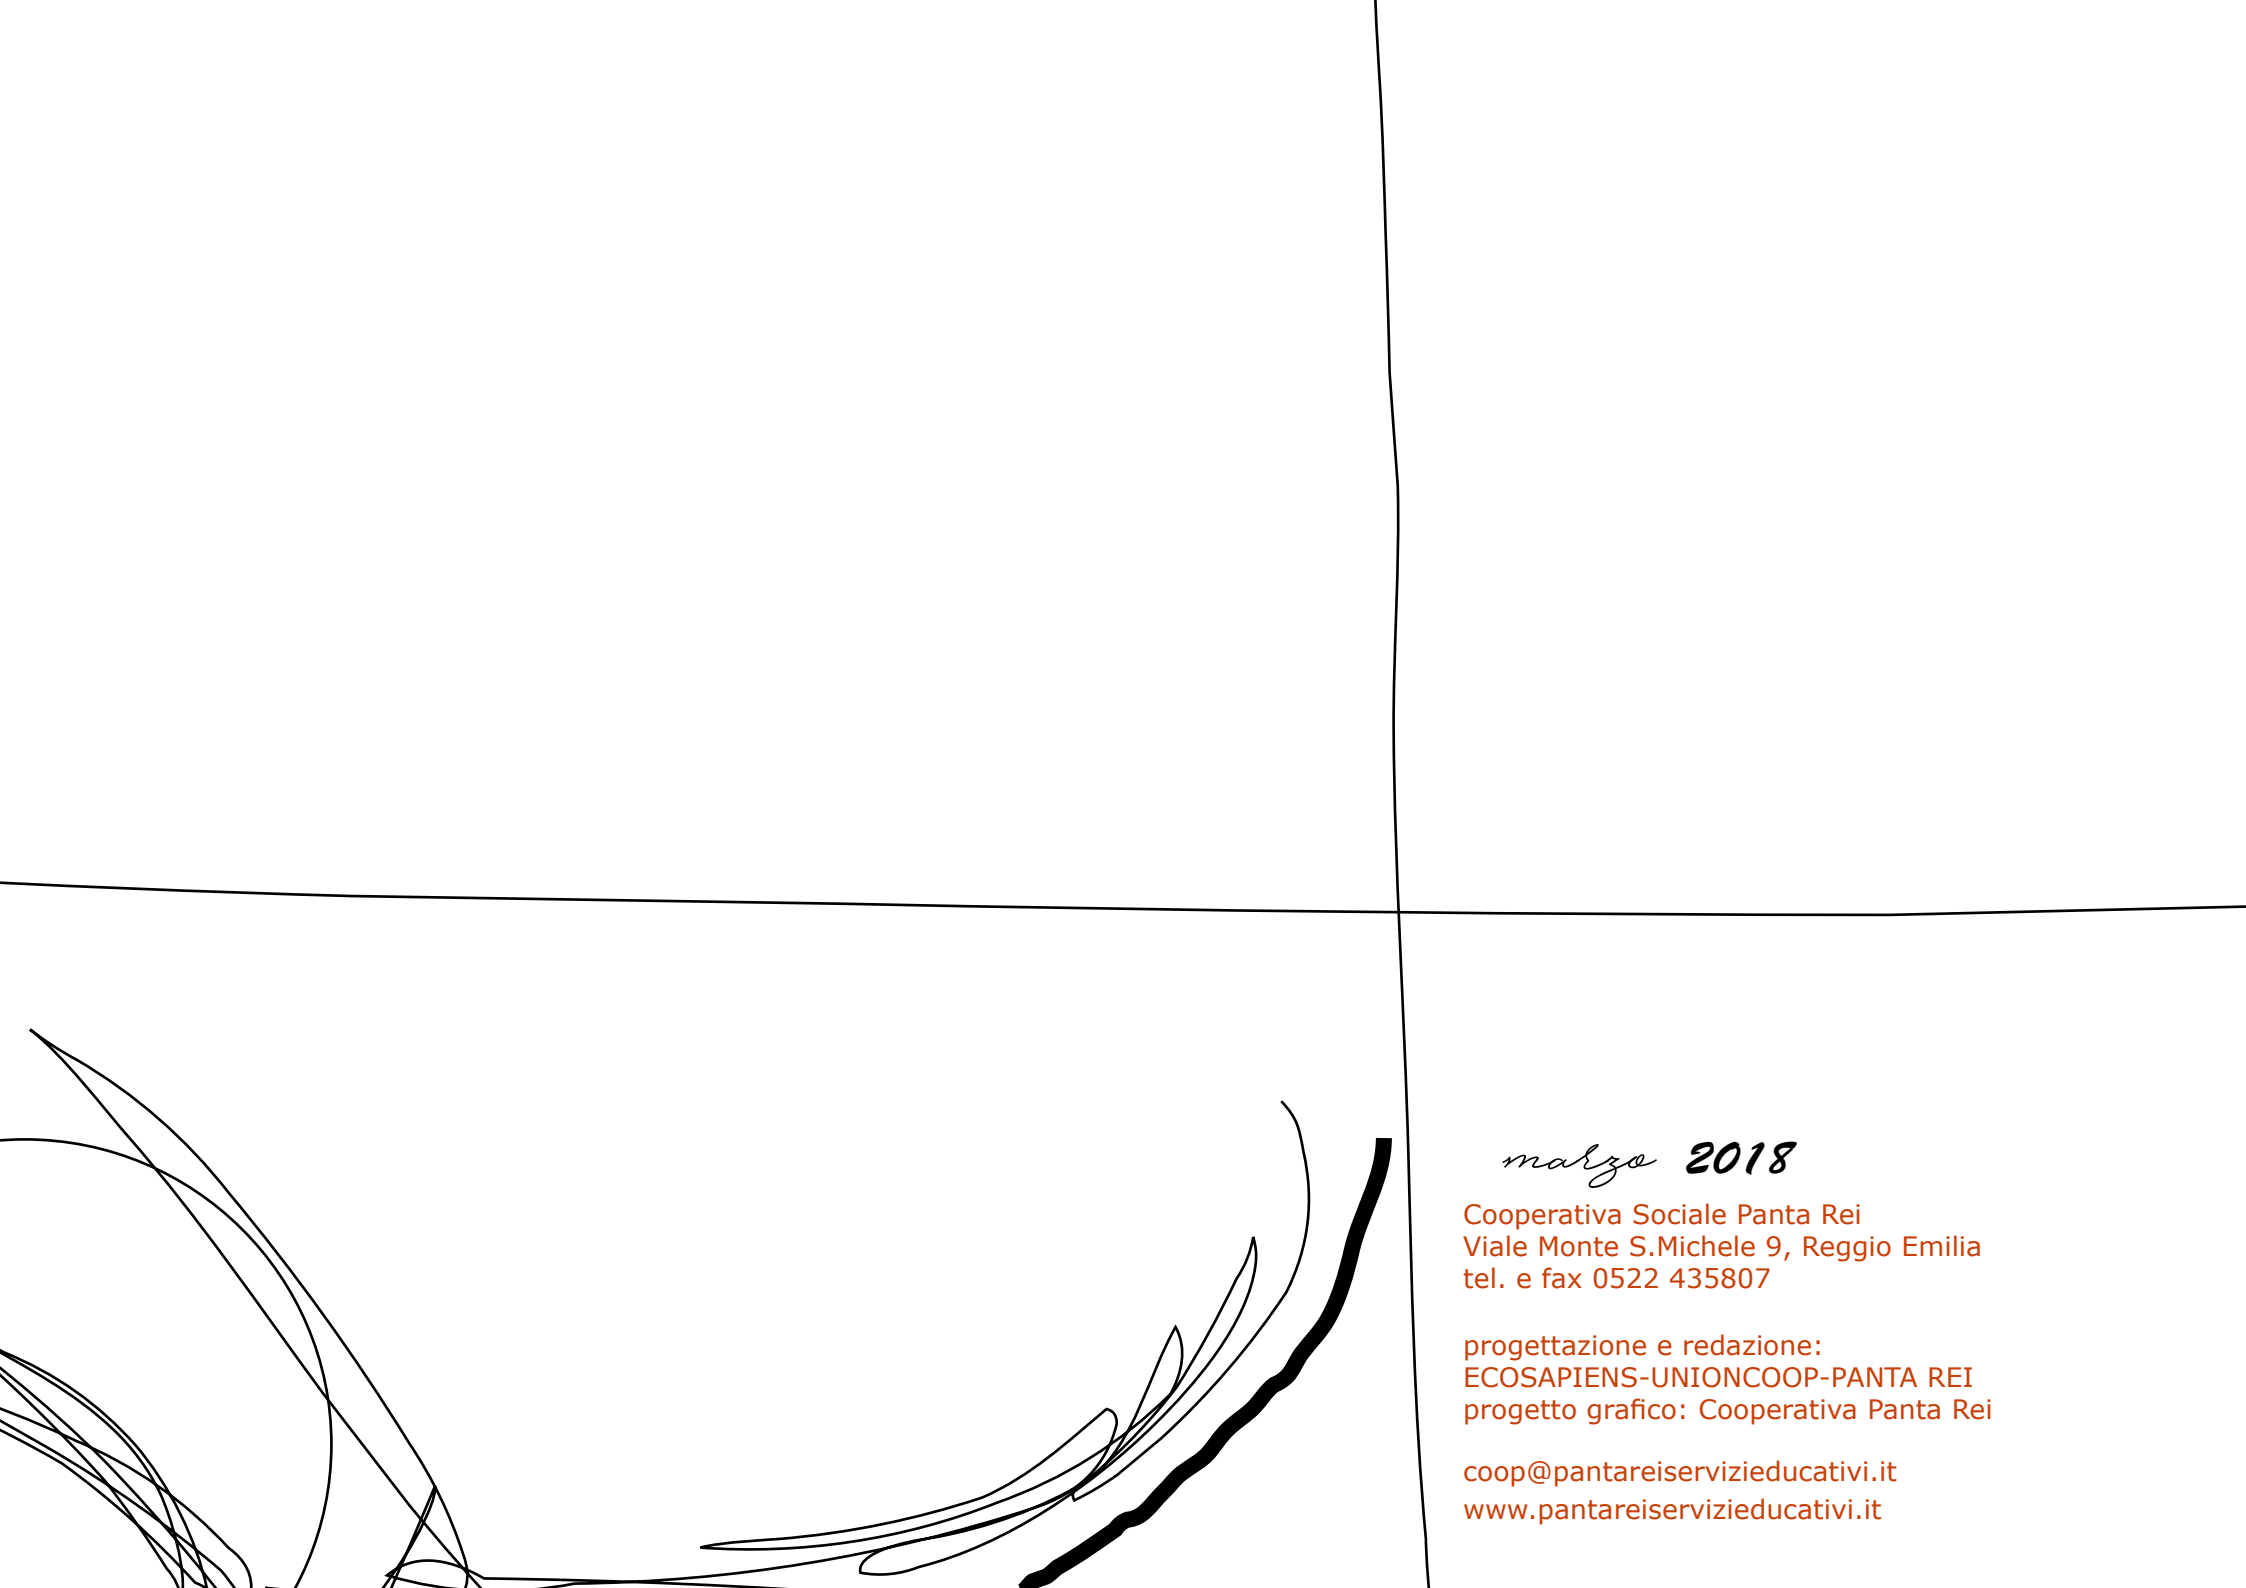 marzo 2018
Cooperativa Sociale Panta Rei
Viale Monte S.Michele 9, Reggio Emilia
tel. e fax 0522 435807
progettazione e redazione:
ECOSAPIENS-UNIONCOOP-PANTA REI
progetto grafico: Cooperativa Panta Rei
coop@pantareiservizieducativi.it
www.pantareiservizieducativi.it